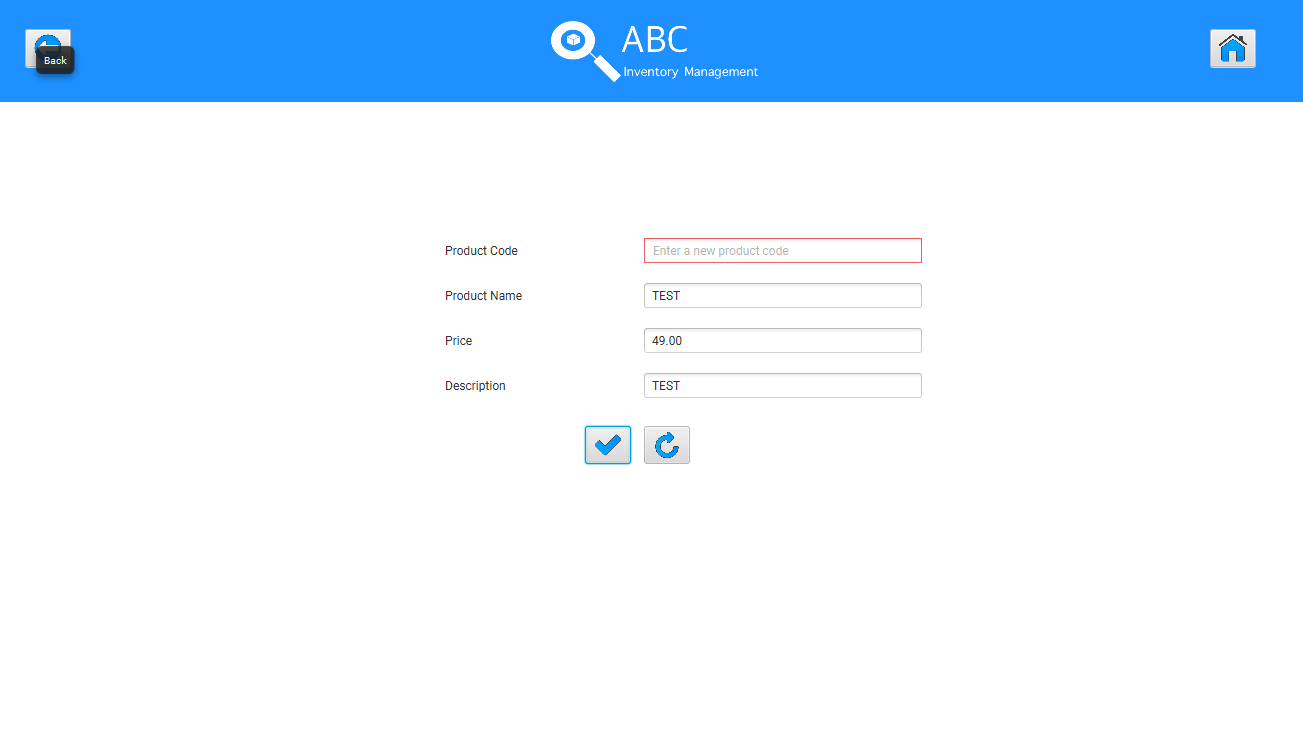 Back
ABC
Inventory Management
Product Code
Enter a new product code
Product Name
TEST
Price
49.00
Description
TEST